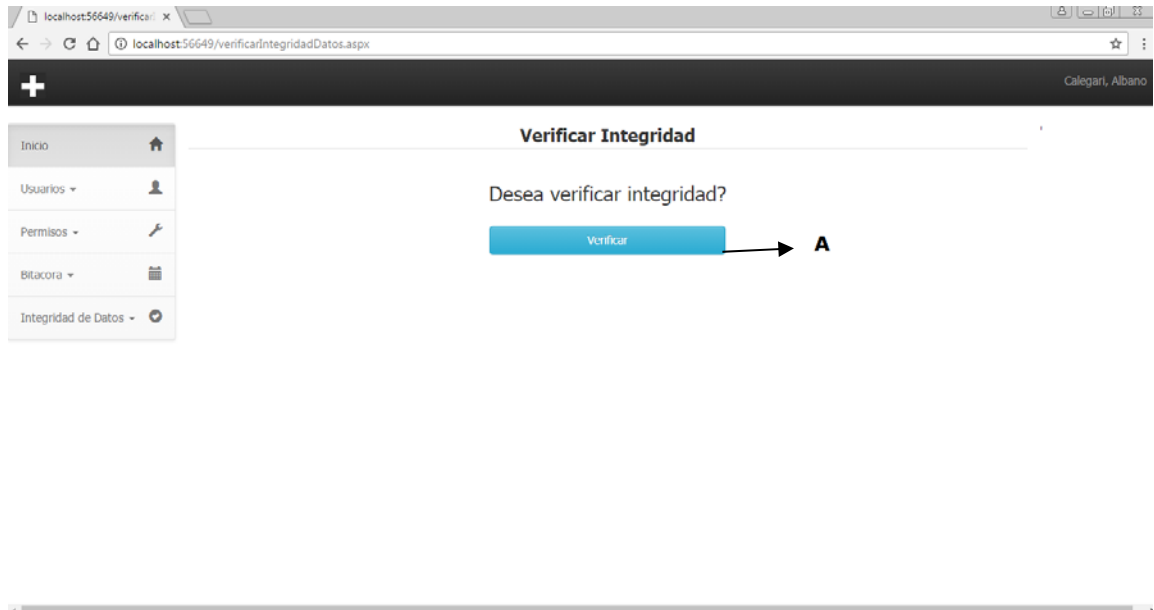 localhost:56649/verificarI
localhost:56649/verificarIntegridadDatos.aspx
Calegari, Albano
Verificar Integridad
Inicio
Usuarios
Permisos
Bitacora
Integridad de Datos
Desea verificar integridad?
Verificar
A